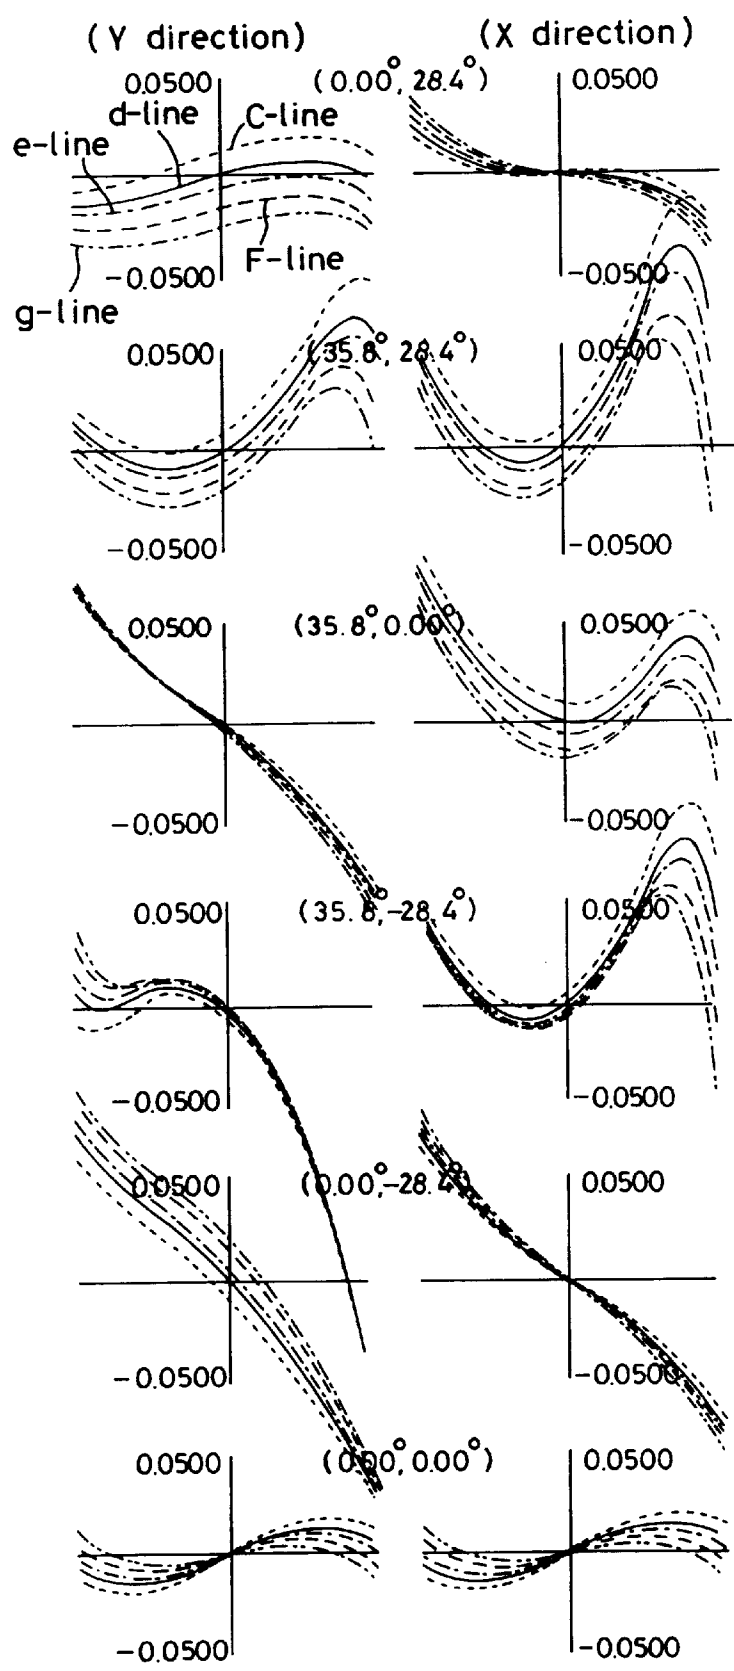 (Y direction) (X direction)
0.0500 (0.00°, 28.4°) 0.0500
d-line C-line
e-line
F-line
-0.0500 -0.0500
g-line
0.0500 (35.8°, 28.4°) 0.0500
-0.0500 -0.0500
0.0500 (35.8°, 0.00°) 0.0500
-0.0500 -0.0500
0.0500 (35.8°, -28.4°) 0.0500
-0.0500 -0.0500
0.0500 (0.00°, -28.4°) 0.0500
-0.0500 -0.0500
0.0500 (0.00°, 0.00°) 0.0500
-0.0500 -0.0500